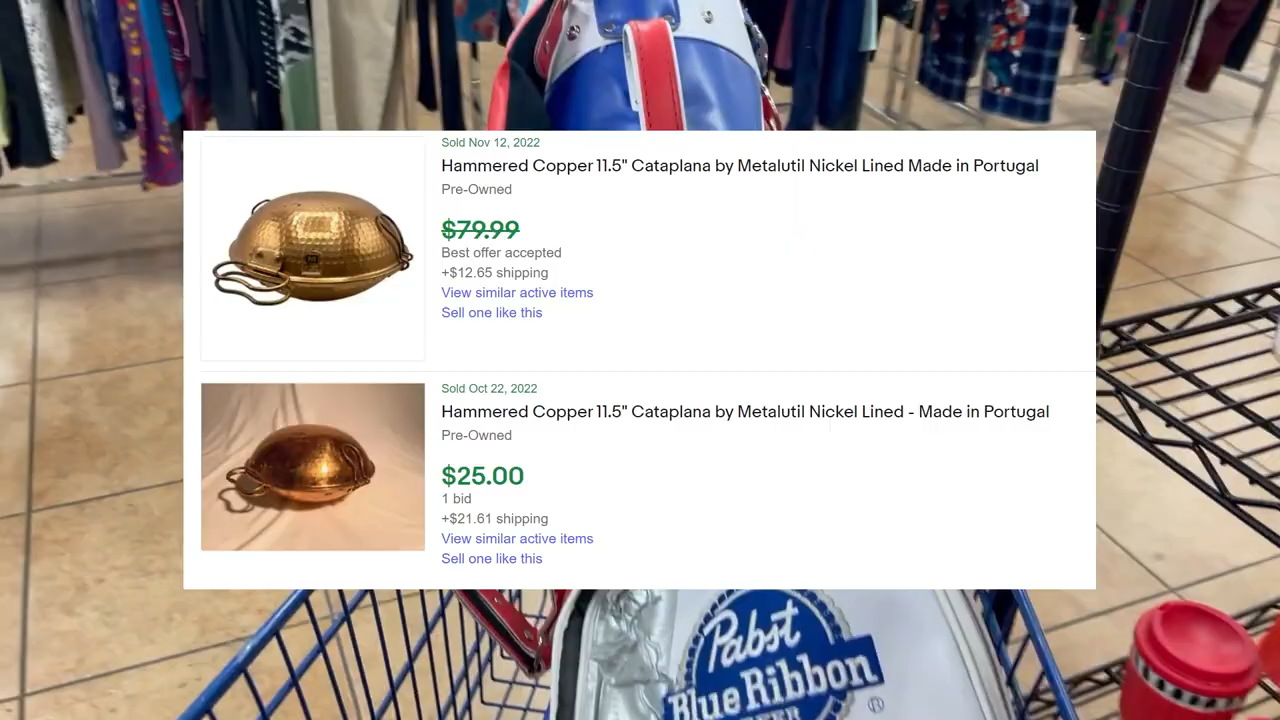 Sold Nov 12, 2022
Hammered Copper 11.5" Cataplana by Metalutil Nickel Lined Made in Portugal
Pre-Owned
$79.99
Best offer accepted
+$12.65 shipping
View similar active items
Sell one like this
Sold Oct 22, 2022
Hammered Copper 11.5" Cataplana by Metalutil Nickel Lined - Made in Portugal
Pre-Owned
$25.00
1 bid
+$21.61 shipping
View similar active items
Sell one like this
Pabst
Blue Ribbon
®